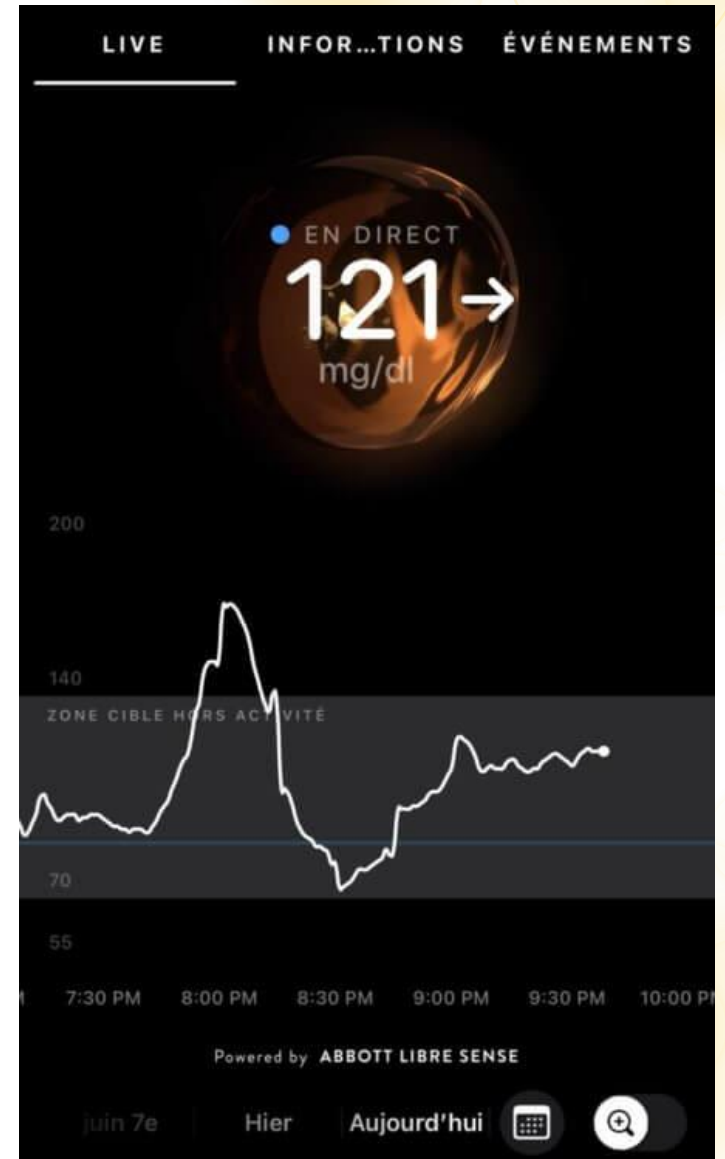 LIVE INFOR...TIONS ÉVÉNEMENTS
EN DIRECT
121→
mg/dl
200
140
ZONE CIBLE HORS ACTIVITÉ
70
55
7:30 PM 8:00 PM 8:30 PM 9:00 PM 9:30 PM 10:00 P
Powered by ABBOTT LIBRE SENSE
juin 7e Hier Aujourd'hui